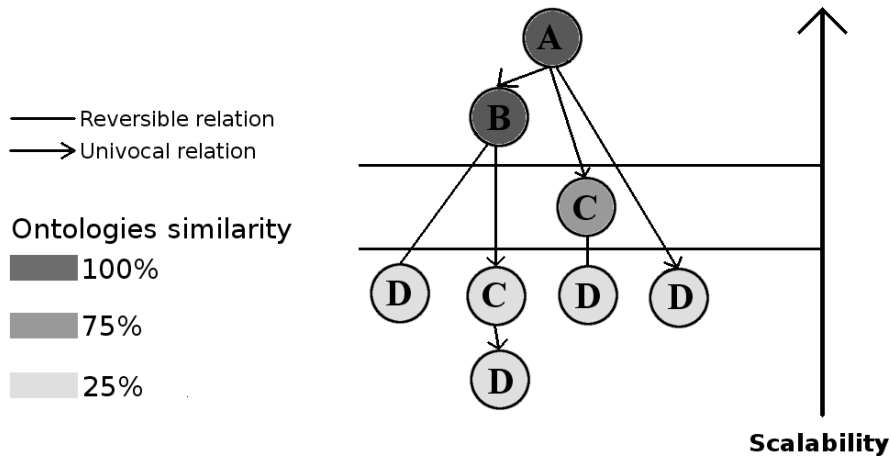 A
B
Reversible relation
Univocal relation
C
Ontologies similarity
100%
75%
25%
D
C
D
D
D
Scalability